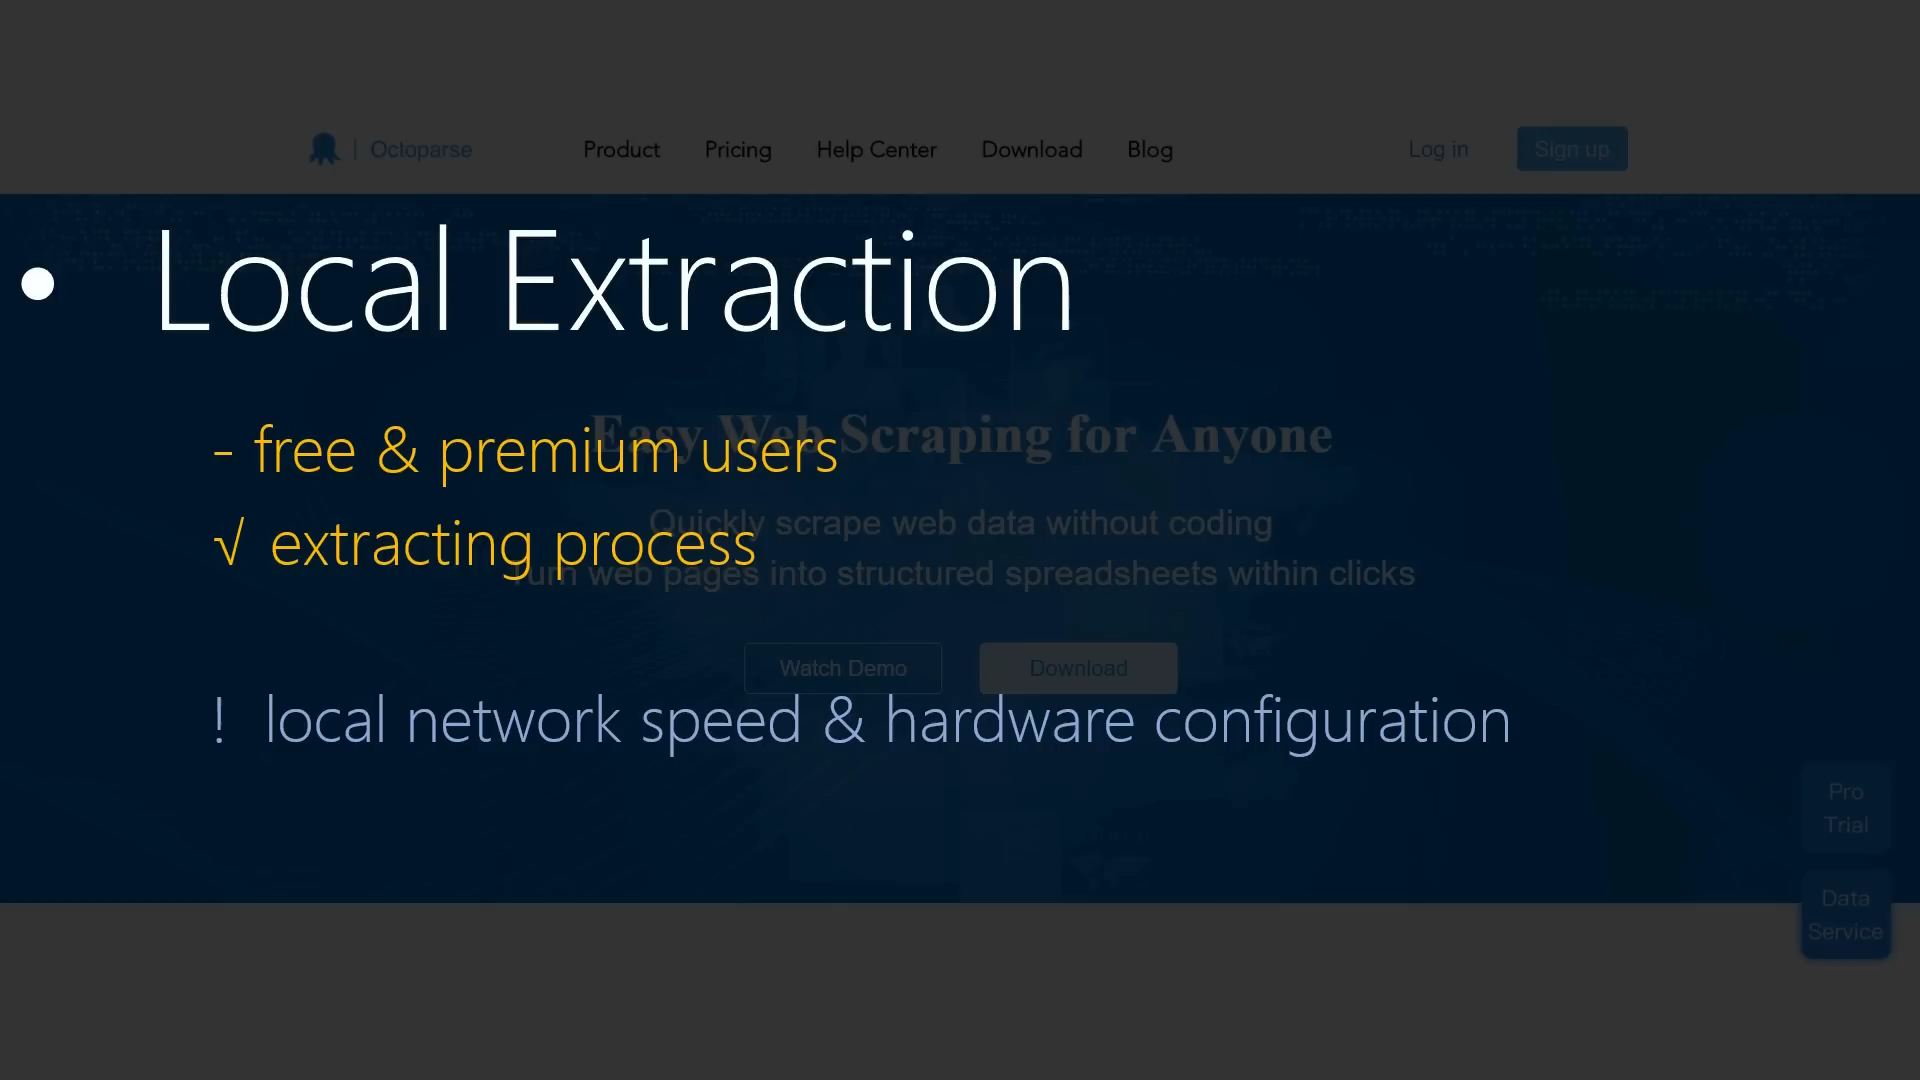 Octoparse Product Pricing Help Center Download Blog Log in Sign up
• Local Extraction
Easy Web Scraping for Anyone
- free & premium users
Quickly scrape web data without coding
√ extracting process
Turn web pages into structured spreadsheets within clicks
Watch Demo Download
! local network speed & hardware configuration
Pro
Trial
Data
Service